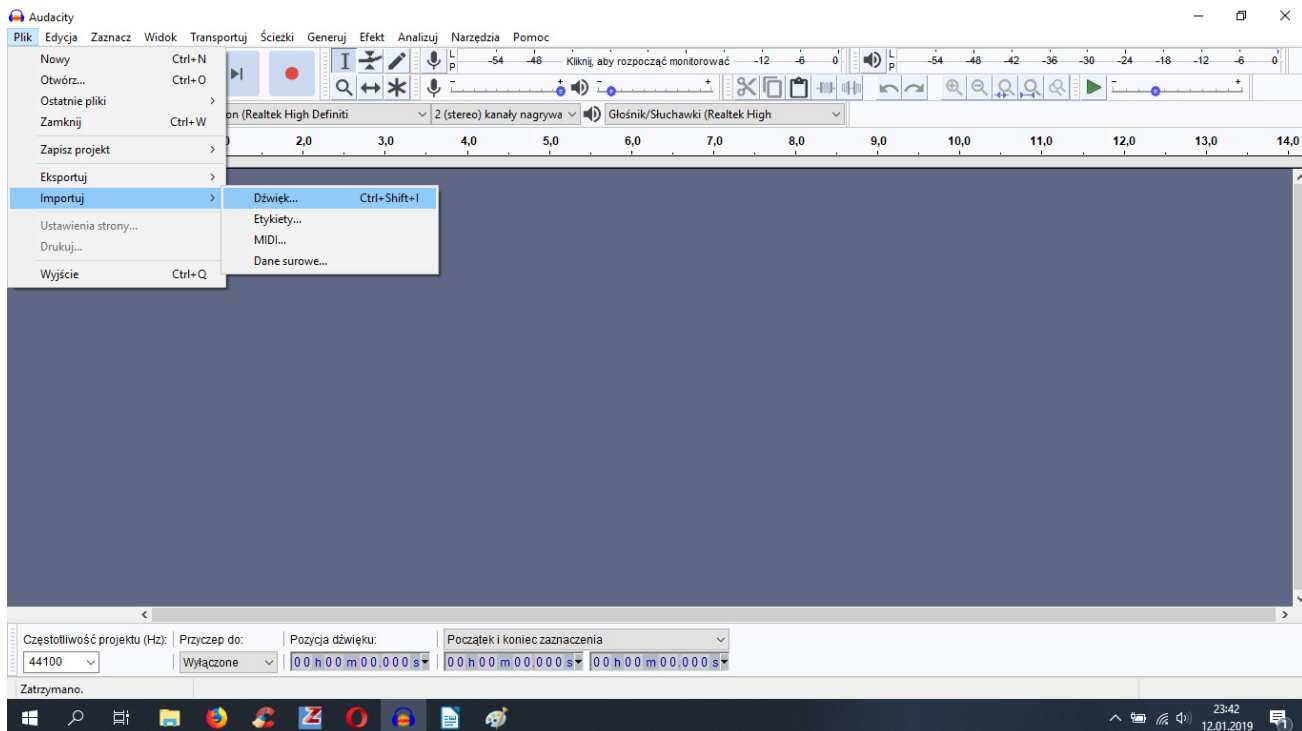 Audacity
Plik Edycja Zaznacz Widok Transportuj Ścieżki Generuj Efekt Analizuj Narzędzia Pomoc
Nowy Ctrl+N
Otwórz... Ctrl+O
Ostatnie pliki >
Zamknij Ctrl+W
Zapisz projekt >
Eksportuj >
Importuj >
Ustawienia strony...
Drukuj...
Wyjście Ctrl+Q
Dźwięk... Ctrl+Shift+I
Etykiety...
MIDI...
Dane surowe...
L P -54 -48 Kliknij, aby rozpocząć monitorować -12 -6 0
L P -54 -48 -42 -36 -30 -24 -18 -12 -6 0
- + - + - +
on (Realtek High Definiti 2 (stereo) kanały nagrywa Głośnik/Słuchawki (Realtek High
2,0 3,0 4,0 5,0 6,0 7,0 8,0 9,0 10,0 11,0 12,0 13,0 14,0
Częstotliwość projektu (Hz): Przyczep do: Pozycja dźwięku: Początek i koniec zaznaczenia
44100 Wyłączone 00 h 00 m 00,000 s 00 h 00 m 00,000 s 00 h 00 m 00,000 s
Zatrzymano.
23:42
12.01.2019
1